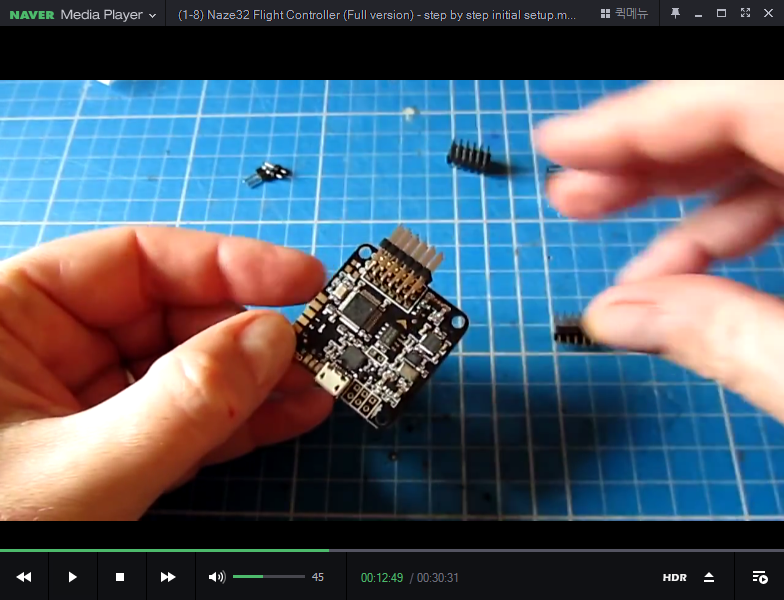 NAVER Media Player
(1-8) Naze32 Flight Controller (Full version) - step by step initial setup.m...
퀵메뉴
45
00:12:49 / 00:30:31
HDR